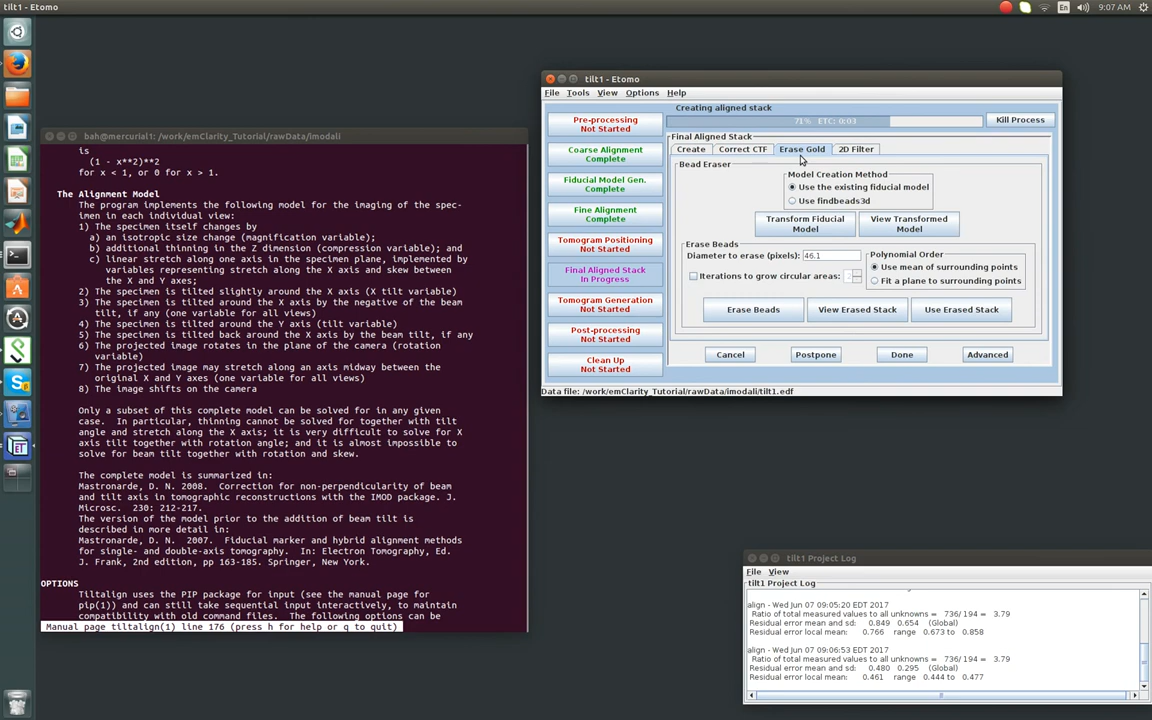 tilt1 - Etomo
En
9:07 AM
bah@mercurial1: /work/emClarity_Tutorial/rawData/imodali
is
(1 - x**2)**2
for x < 1, or 0 for x > 1.
The Alignment Model
The program implements the following model for the imaging of the spec-
imen in each individual view:
1) The specimen itself changes by
a) an isotropic size change (magnification variable);
b) additional thinning in the Z dimension (compression variable); and
c) linear stretch along one axis in the specimen plane, implemented by
variables representing stretch along the X axis and skew between
the X and Y axes;
2) The specimen is tilted slightly around the X axis (X tilt variable)
3) The specimen is tilted around the X axis by the negative of the beam
tilt, if any (one variable for all views)
4) The specimen is tilted around the Y axis (tilt variable)
5) The specimen is tilted back around the X axis by the beam tilt, if any
6) The projected image rotates in the plane of the camera (rotation
variable)
7) The projected image may stretch along an axis midway between the
original X and Y axes (one variable for all views)
8) The image shifts on the camera
Only a subset of this complete model can be solved for in any given
case.  In particular, thinning cannot be solved for together with tilt
angle and stretch along the X axis; it is very difficult to solve for X
axis tilt together with rotation angle; and it is almost impossible to
solve for beam tilt together with rotation and skew.
The complete model is summarized in:
Mastronarde, D. N. 2008.  Correction for non-perpendicularity of beam
and tilt axis in tomographic reconstructions with the IMOD package. J.
Microsc.  230: 212-217.
The version of the model prior to the addition of beam tilt is
described in more detail in:
Mastronarde, D. N. 2007.  Fiducial marker and hybrid alignment methods
for single- and double-axis tomography.  In: Electron Tomography, Ed.
J. Frank, 2nd edition, pp 163-185. Springer, New York.
OPTIONS
Tiltalign uses the PIP package for input (see the manual page for
pip(1)) and can still take sequential input interactively, to maintain
compatibility with old command files.  The following options can be
Manual page tiltalign(1) line 176 (press h for help or q to quit)
tilt1 - Etomo
File Tools View Options Help
Pre-processing
Not Started
Coarse Alignment
Complete
Fiducial Model Gen.
Complete
Fine Alignment
Complete
Tomogram Positioning
Not Started
Final Aligned Stack
In Progress
Tomogram Generation
Not Started
Post-processing
Not Started
Clean Up
Not Started
Creating aligned stack
71% ETC: 0:03
Kill Process
Final Aligned Stack
Create Correct CTF Erase Gold 2D Filter
Bead Eraser
Model Creation Method
Use the existing fiducial model
Use findbeads3d
Transform Fiducial
Model
View Transformed
Model
Erase Beads
Diameter to erase (pixels): 46.1
Iterations to grow circular areas:
Polynomial Order
Use mean of surrounding points
Fit a plane to surrounding points
Erase Beads View Erased Stack Use Erased Stack
Cancel Postpone Done Advanced
Data file: /work/emClarity_Tutorial/rawData/imodali/tilt1.edf
tilt1 Project Log
File View
tilt1 Project Log
align - Wed Jun 07 09:05:20 EDT 2017
Ratio of total measured values to all unknowns =   736/ 194 =   3.79
Residual error mean and sd:   0.849   0.654   (Global)
Residual error local mean:   0.766   range   0.673 to   0.858
align - Wed Jun 07 09:06:53 EDT 2017
Ratio of total measured values to all unknowns =   736/ 194 =   3.79
Residual error mean and sd:   0.480   0.295   (Global)
Residual error local mean:   0.461   range   0.444 to   0.477